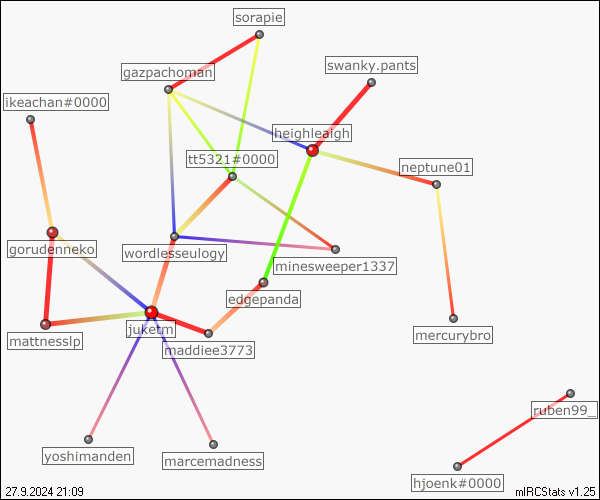 sorapie
swanky.pants
gazpachoman
ikeachan#0000
heighleaigh
tt5321#0000
neptune01
gorudenneko
wordlesseulogy
minesweeper1337
edgepanda
juketm
mercurybro
mattnesslp
maddiee3773
ruben99_
yoshimanden
marcemadness
hjoenk#0000
27.9.2024 21:09
mIRCStats v1.25